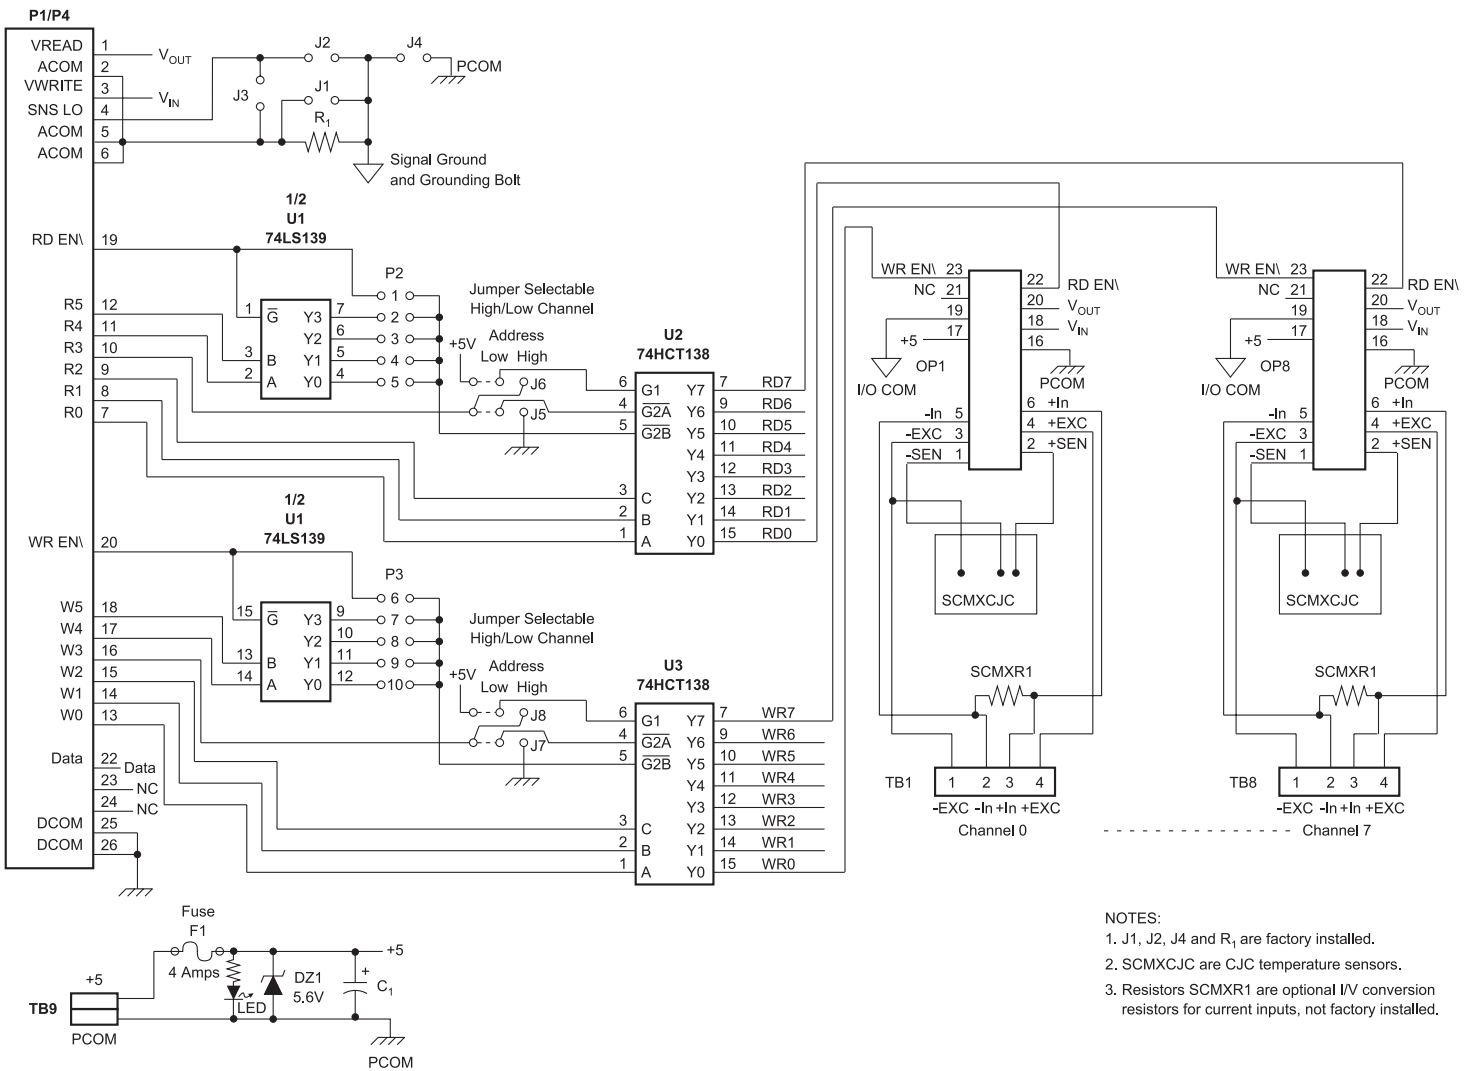 P1/P4
VREAD 1
V_OUT
ACOM 2
VWRITE 3
V_IN
SNS LO 4
ACOM 5
ACOM 6
J2
J4
PCOM
J3
J1
R_1
Signal Ground
and Grounding Bolt
RD EN\ 19
R5 12
R4 11
R3 10
R2 9
R1 8
R0 7
1/2
U1
74LS139
1 G̅ Y3 7
Y2 6
3 B Y1 5
2 A Y0 4
P2
1
2
3
4
5
Jumper Selectable
High/Low Channel
Address
+5V Low High
J6
J5
U2
74HCT138
6 G1 Y7 7 RD7
4 G2A Y6 9 RD6
5 G2B Y5 10 RD5
Y4 11 RD4
Y3 12 RD3
3 C Y2 13 RD2
2 B Y1 14 RD1
1 A Y0 15 RD0
WR EN\ 20
W5 18
W4 17
W3 16
W2 15
W1 14
W0 13
Data 22 Data
23 NC
24 NC
DCOM 25
DCOM 26
1/2
U1
74LS139
15 G̅ Y3 9
Y2 10
13 B Y1 11
14 A Y0 12
P3
6
7
8
9
10
Jumper Selectable
High/Low Channel
Address
+5V Low High
J8
J7
U3
74HCT138
6 G1 Y7 7 WR7
4 G2A Y6 9 WR6
5 G2B Y5 10 WR5
Y4 11 WR4
Y3 12 WR3
3 C Y2 13 WR2
2 B Y1 14 WR1
1 A Y0 15 WR0
WR EN\ 23
NC 21
19
+5 17
22 RD EN\
20 V_OUT
18 V_IN
16
OP1
I/O COM
PCOM
-In 5
-EXC 3
-SEN 1
6 +In
4 +EXC
2 +SEN
SCMXCJC
SCMXR1
TB1 1 2 3 4
-EXC -In +In +EXC
Channel 0
WR EN\ 23
NC 21
19
+5 17
22 RD EN\
20 V_OUT
18 V_IN
16
OP8
I/O COM
PCOM
-In 5
-EXC 3
-SEN 1
6 +In
4 +EXC
2 +SEN
SCMXCJC
SCMXR1
TB8 1 2 3 4
-EXC -In +In +EXC
Channel 7
Fuse
F1
4 Amps
+5
+5
TB9
PCOM
LED
DZ1
5.6V
+
C_1
PCOM
NOTES:
1. J1, J2, J4 and R_1 are factory installed.
2. SCMXCJC are CJC temperature sensors.
3. Resistors SCMXR1 are optional I/V conversion
resistors for current inputs, not factory installed.